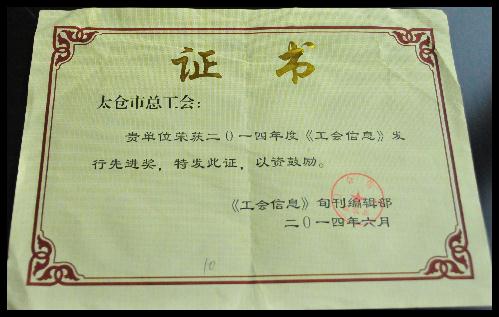 证书
太仓市总工会：
贵单位荣获二〇一四年度《工会信息》发
行先进奖，特发此证，以资鼓励。
《工会信息》旬刊编辑部
二〇一四年六月
10